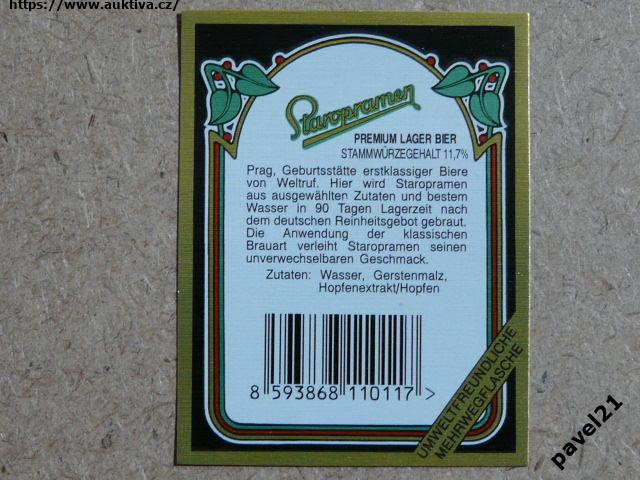 https://www.auktiva.cz/
Staropramen
PREMIUM LAGER BIER
STAMMWÜRZEGEHALT 11,7%
Prag, Geburtsstätte erstklassiger Biere
von Weltruf. Hier wird Staropramen
aus ausgewählten Zutaten und bestem
Wasser in 90 Tagen Lagerzeit nach
dem deutschen Reinheitsgebot gebraut.
Die Anwendung der klassischen
Brauart verleiht Staropramen seinen
unverwechselbaren Geschmack.
Zutaten: Wasser, Gerstenmalz,
Hopfenextrakt/Hopfen
8 593868 110117 >
UMWELTFREUNDLICHE
MEHRWEGFLASCHE
pavel21